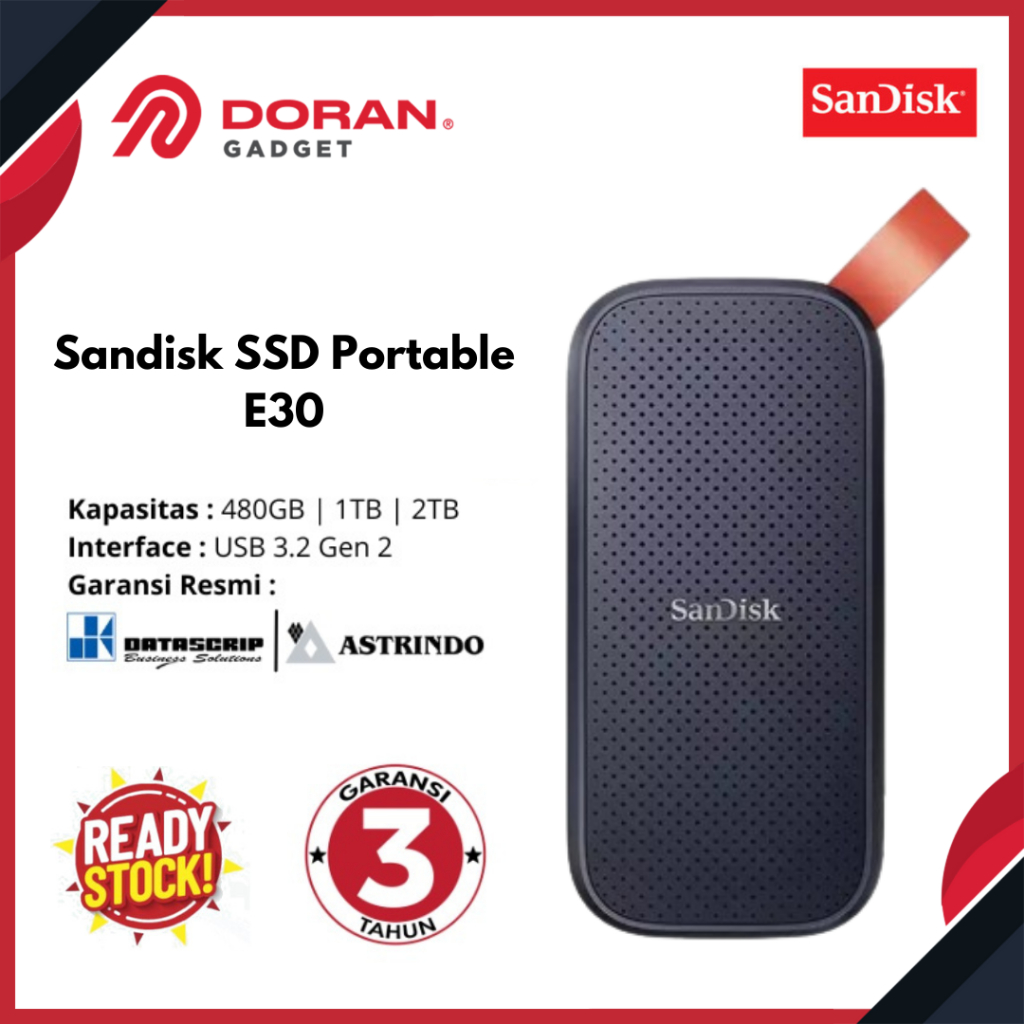 DORAN®
GADGET
SanDisk®
Sandisk SSD Portable
E30
Kapasitas : 480GB | 1TB | 2TB
Interface : USB 3.2 Gen 2
Garansi Resmi :
DATASCRIP
Business Solutions
ASTRINDO
SanDisk
READY
STOCK!
GARANSI
3
TAHUN